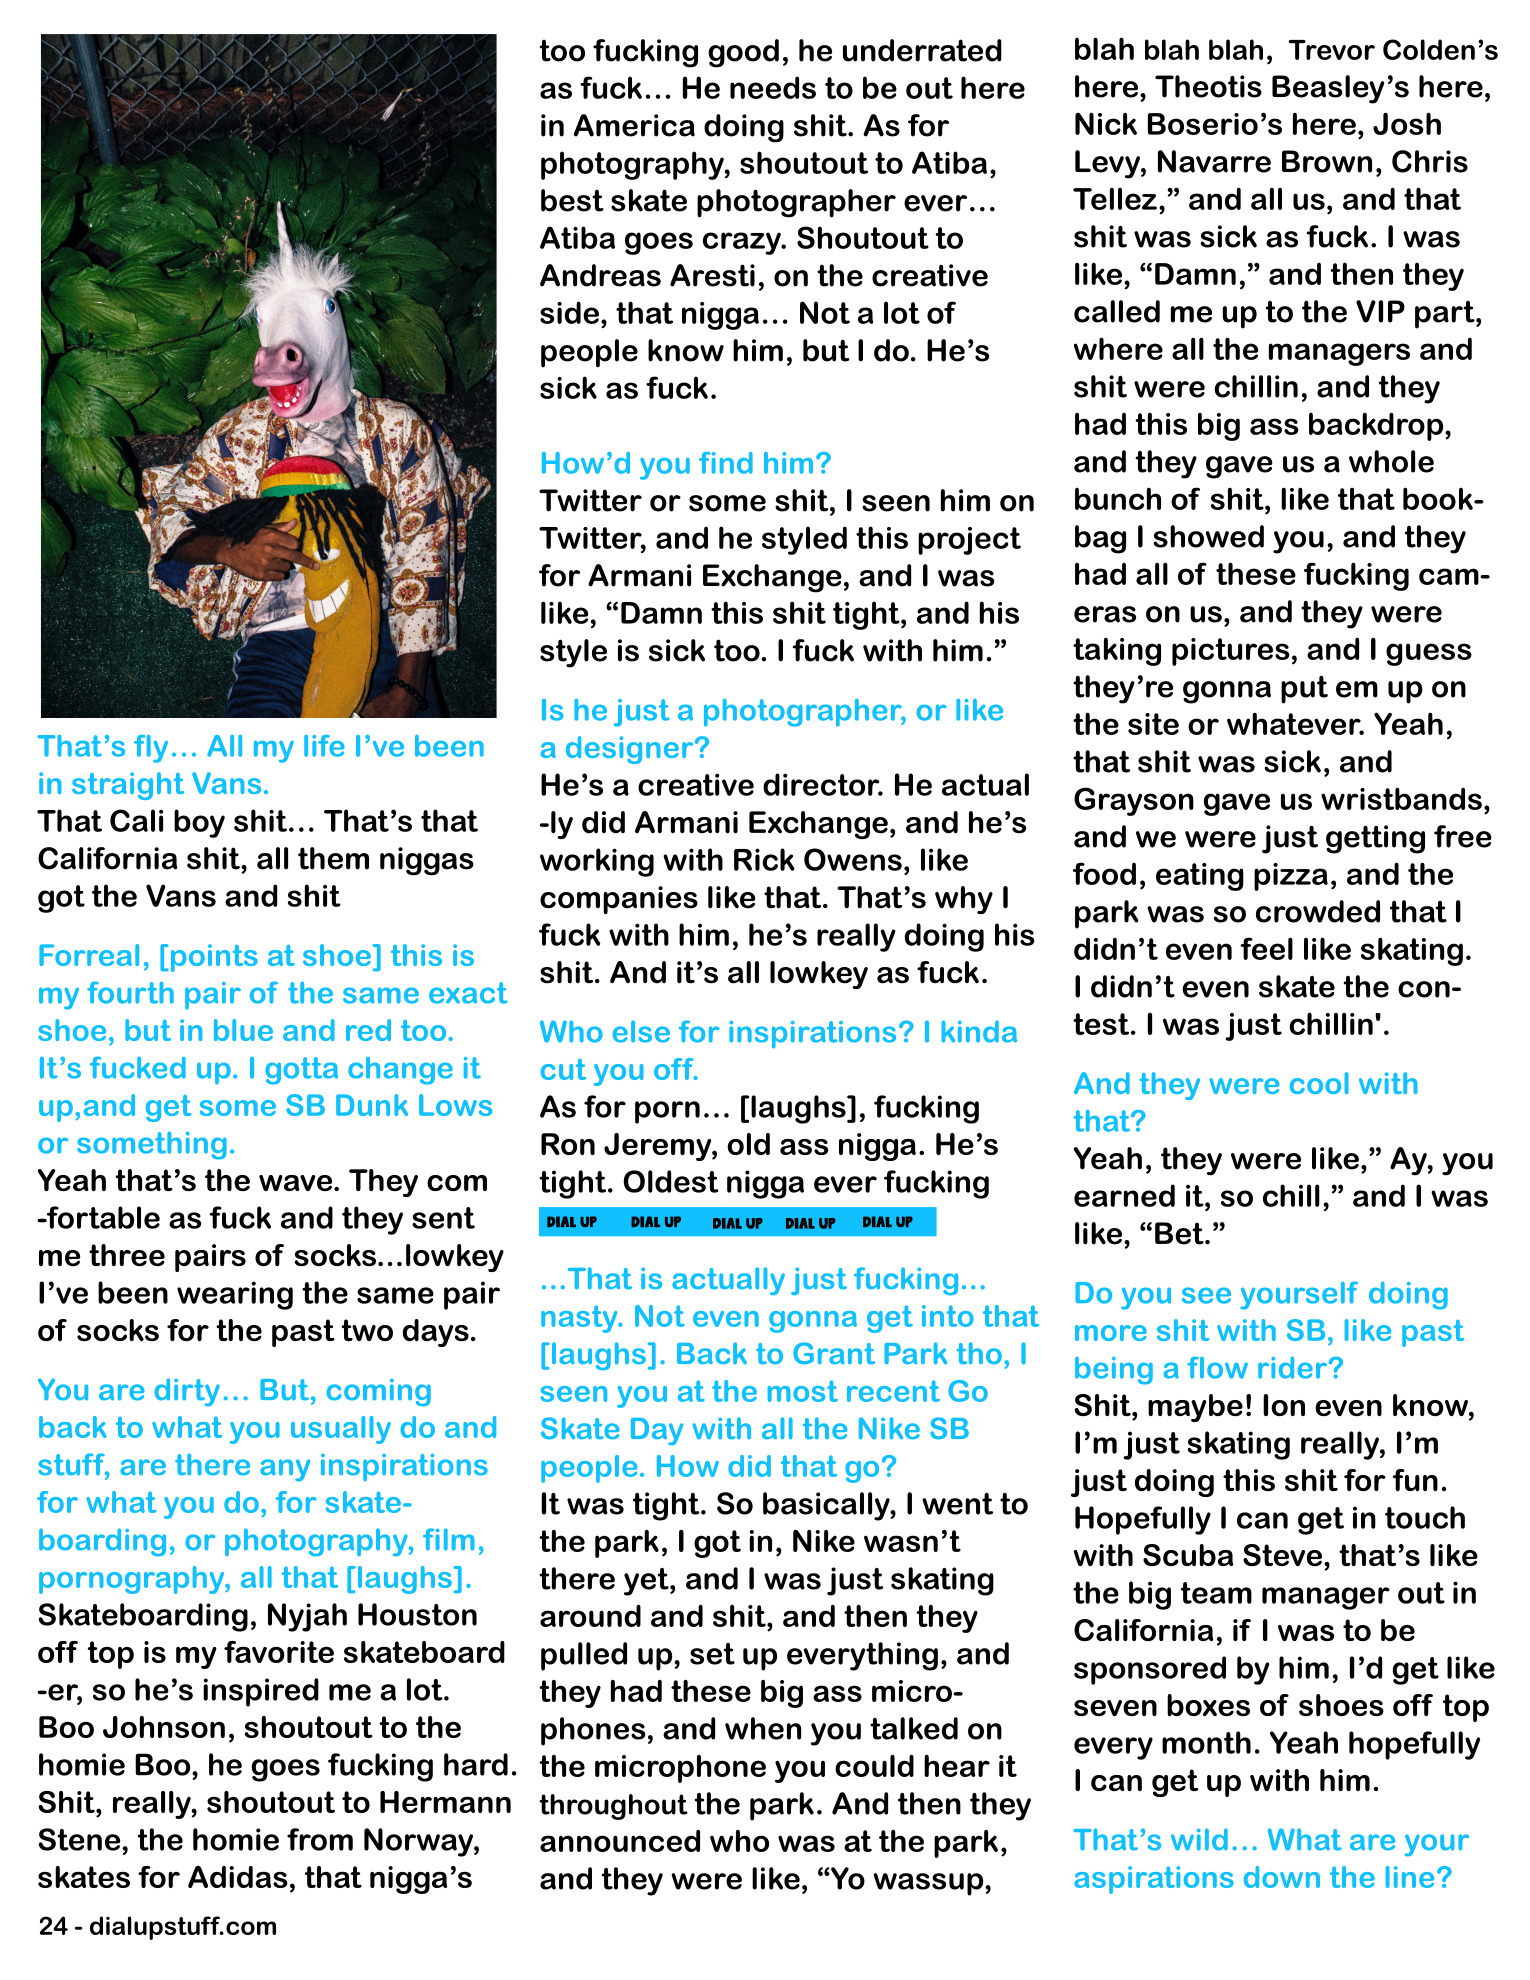 That's fly… All my life I've been
in straight Vans.
That Cali boy shit… That's that
California shit, all them niggas
got the Vans and shit
Forreal, [points at shoe] this is
my fourth pair of the same exact
shoe, but in blue and red too.
It's fucked up. I gotta change it
up,and get some SB Dunk Lows
or something.
Yeah that's the wave. They com
-fortable as fuck and they sent
me three pairs of socks…lowkey
I've been wearing the same pair
of socks for the past two days.
You are dirty… But, coming
back to what you usually do and
stuff, are there any inspirations
for what you do, for skate-
boarding, or photography, film,
pornography, all that [laughs].
Skateboarding, Nyjah Houston
off top is my favorite skateboard
-er, so he's inspired me a lot.
Boo Johnson, shoutout to the
homie Boo, he goes fucking hard.
Shit, really, shoutout to Hermann
Stene, the homie from Norway,
skates for Adidas, that nigga's
24 - dialupstuff.com
too fucking good, he underrated
as fuck… He needs to be out here
in America doing shit. As for
photography, shoutout to Atiba,
best skate photographer ever…
Atiba goes crazy. Shoutout to
Andreas Aresti, on the creative
side, that nigga… Not a lot of
people know him, but I do. He's
sick as fuck.
How'd you find him?
Twitter or some shit, I seen him on
Twitter, and he styled this project
for Armani Exchange, and I was
like, “Damn this shit tight, and his
style is sick too. I fuck with him.”
Is he just a photographer, or like
a designer?
He's a creative director. He actual
-ly did Armani Exchange, and he's
working with Rick Owens, like
companies like that. That's why I
fuck with him, he's really doing his
shit. And it's all lowkey as fuck.
Who else for inspirations? I kinda
cut you off.
As for porn… [laughs], fucking
Ron Jeremy, old ass nigga. He's
tight. Oldest nigga ever fucking
DIAL UP DIAL UP DIAL UP DIAL UP DIAL UP
…That is actually just fucking…
nasty. Not even gonna get into that
[laughs]. Back to Grant Park tho, I
seen you at the most recent Go
Skate Day with all the Nike SB
people. How did that go?
It was tight. So basically, I went to
the park, I got in, Nike wasn't
there yet, and I was just skating
around and shit, and then they
pulled up, set up everything, and
they had these big ass micro-
phones, and when you talked on
the microphone you could hear it
throughout the park. And then they
announced who was at the park,
and they were like, “Yo wassup,
blah blah blah, Trevor Colden's
here, Theotis Beasley's here,
Nick Boserio's here, Josh
Levy, Navarre Brown, Chris
Tellez,” and all us, and that
shit was sick as fuck. I was
like, “Damn,” and then they
called me up to the VIP part,
where all the managers and
shit were chillin, and they
had this big ass backdrop,
and they gave us a whole
bunch of shit, like that book-
bag I showed you, and they
had all of these fucking cam-
eras on us, and they were
taking pictures, and I guess
they're gonna put em up on
the site or whatever. Yeah,
that shit was sick, and
Grayson gave us wristbands,
and we were just getting free
food, eating pizza, and the
park was so crowded that I
didn't even feel like skating.
I didn't even skate the con-
test. I was just chillin'.
And they were cool with
that?
Yeah, they were like,” Ay, you
earned it, so chill,” and I was
like, “Bet.”
Do you see yourself doing
more shit with SB, like past
being a flow rider?
Shit, maybe! Ion even know,
I'm just skating really, I'm
just doing this shit for fun.
Hopefully I can get in touch
with Scuba Steve, that's like
the big team manager out in
California, if I was to be
sponsored by him, I'd get like
seven boxes of shoes off top
every month. Yeah hopefully
I can get up with him.
That's wild… What are your
aspirations down the line?